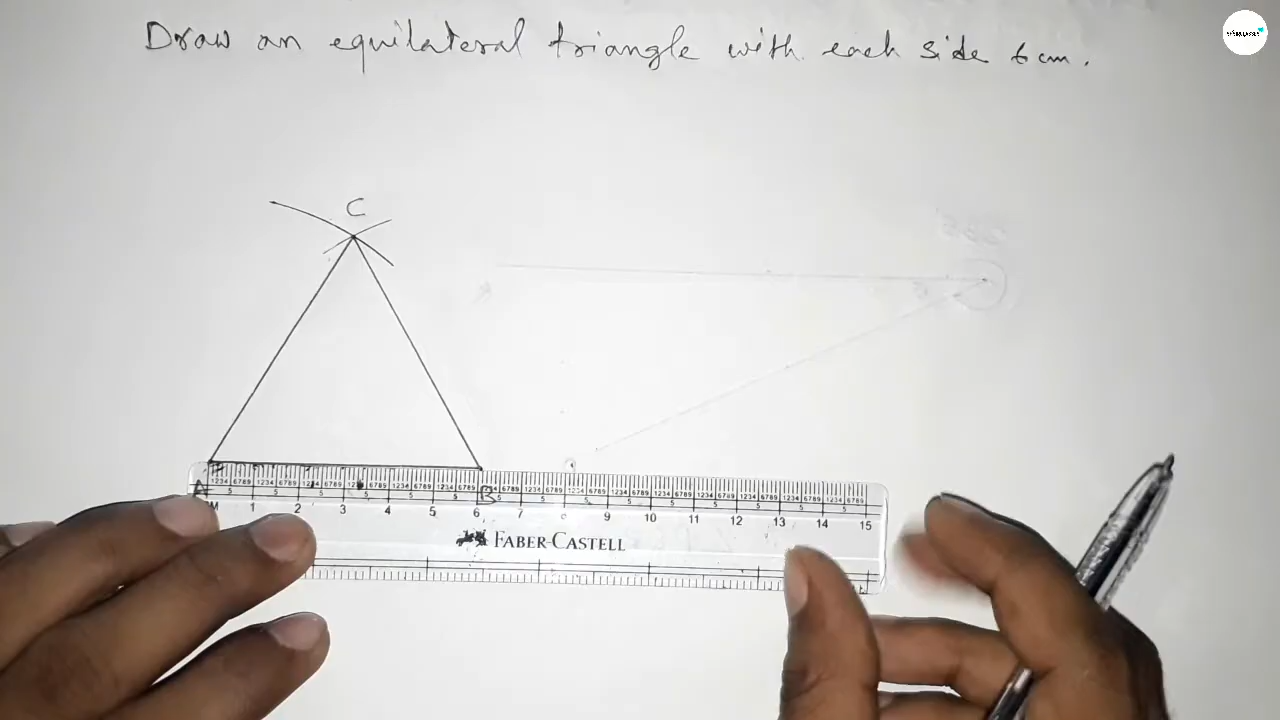 Draw an equilateral triangle with each side 6 cm.
C
A B
1 2 3 4 5 6 7 8 9 10 11 12 13 14 15
FABER-CASTELL